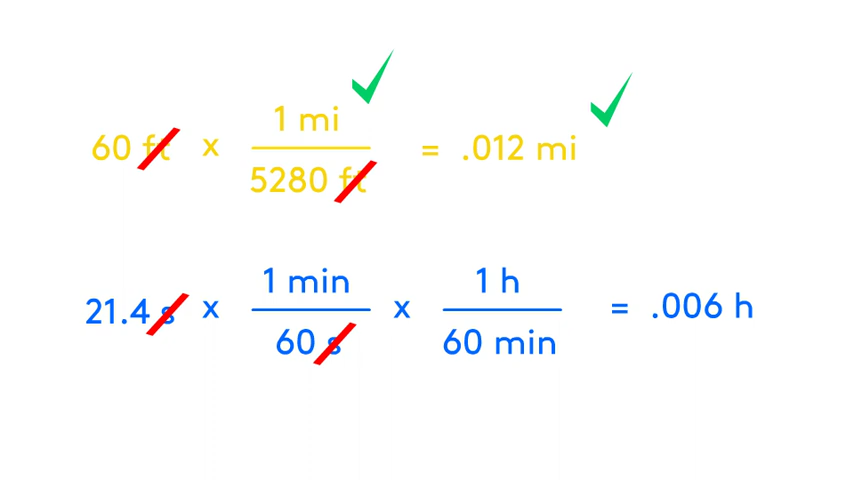 60 ft x 1 mi / 5280 ft = .012 mi
21.4 s x 1 min / 60 s x 1 h / 60 min = .006 h